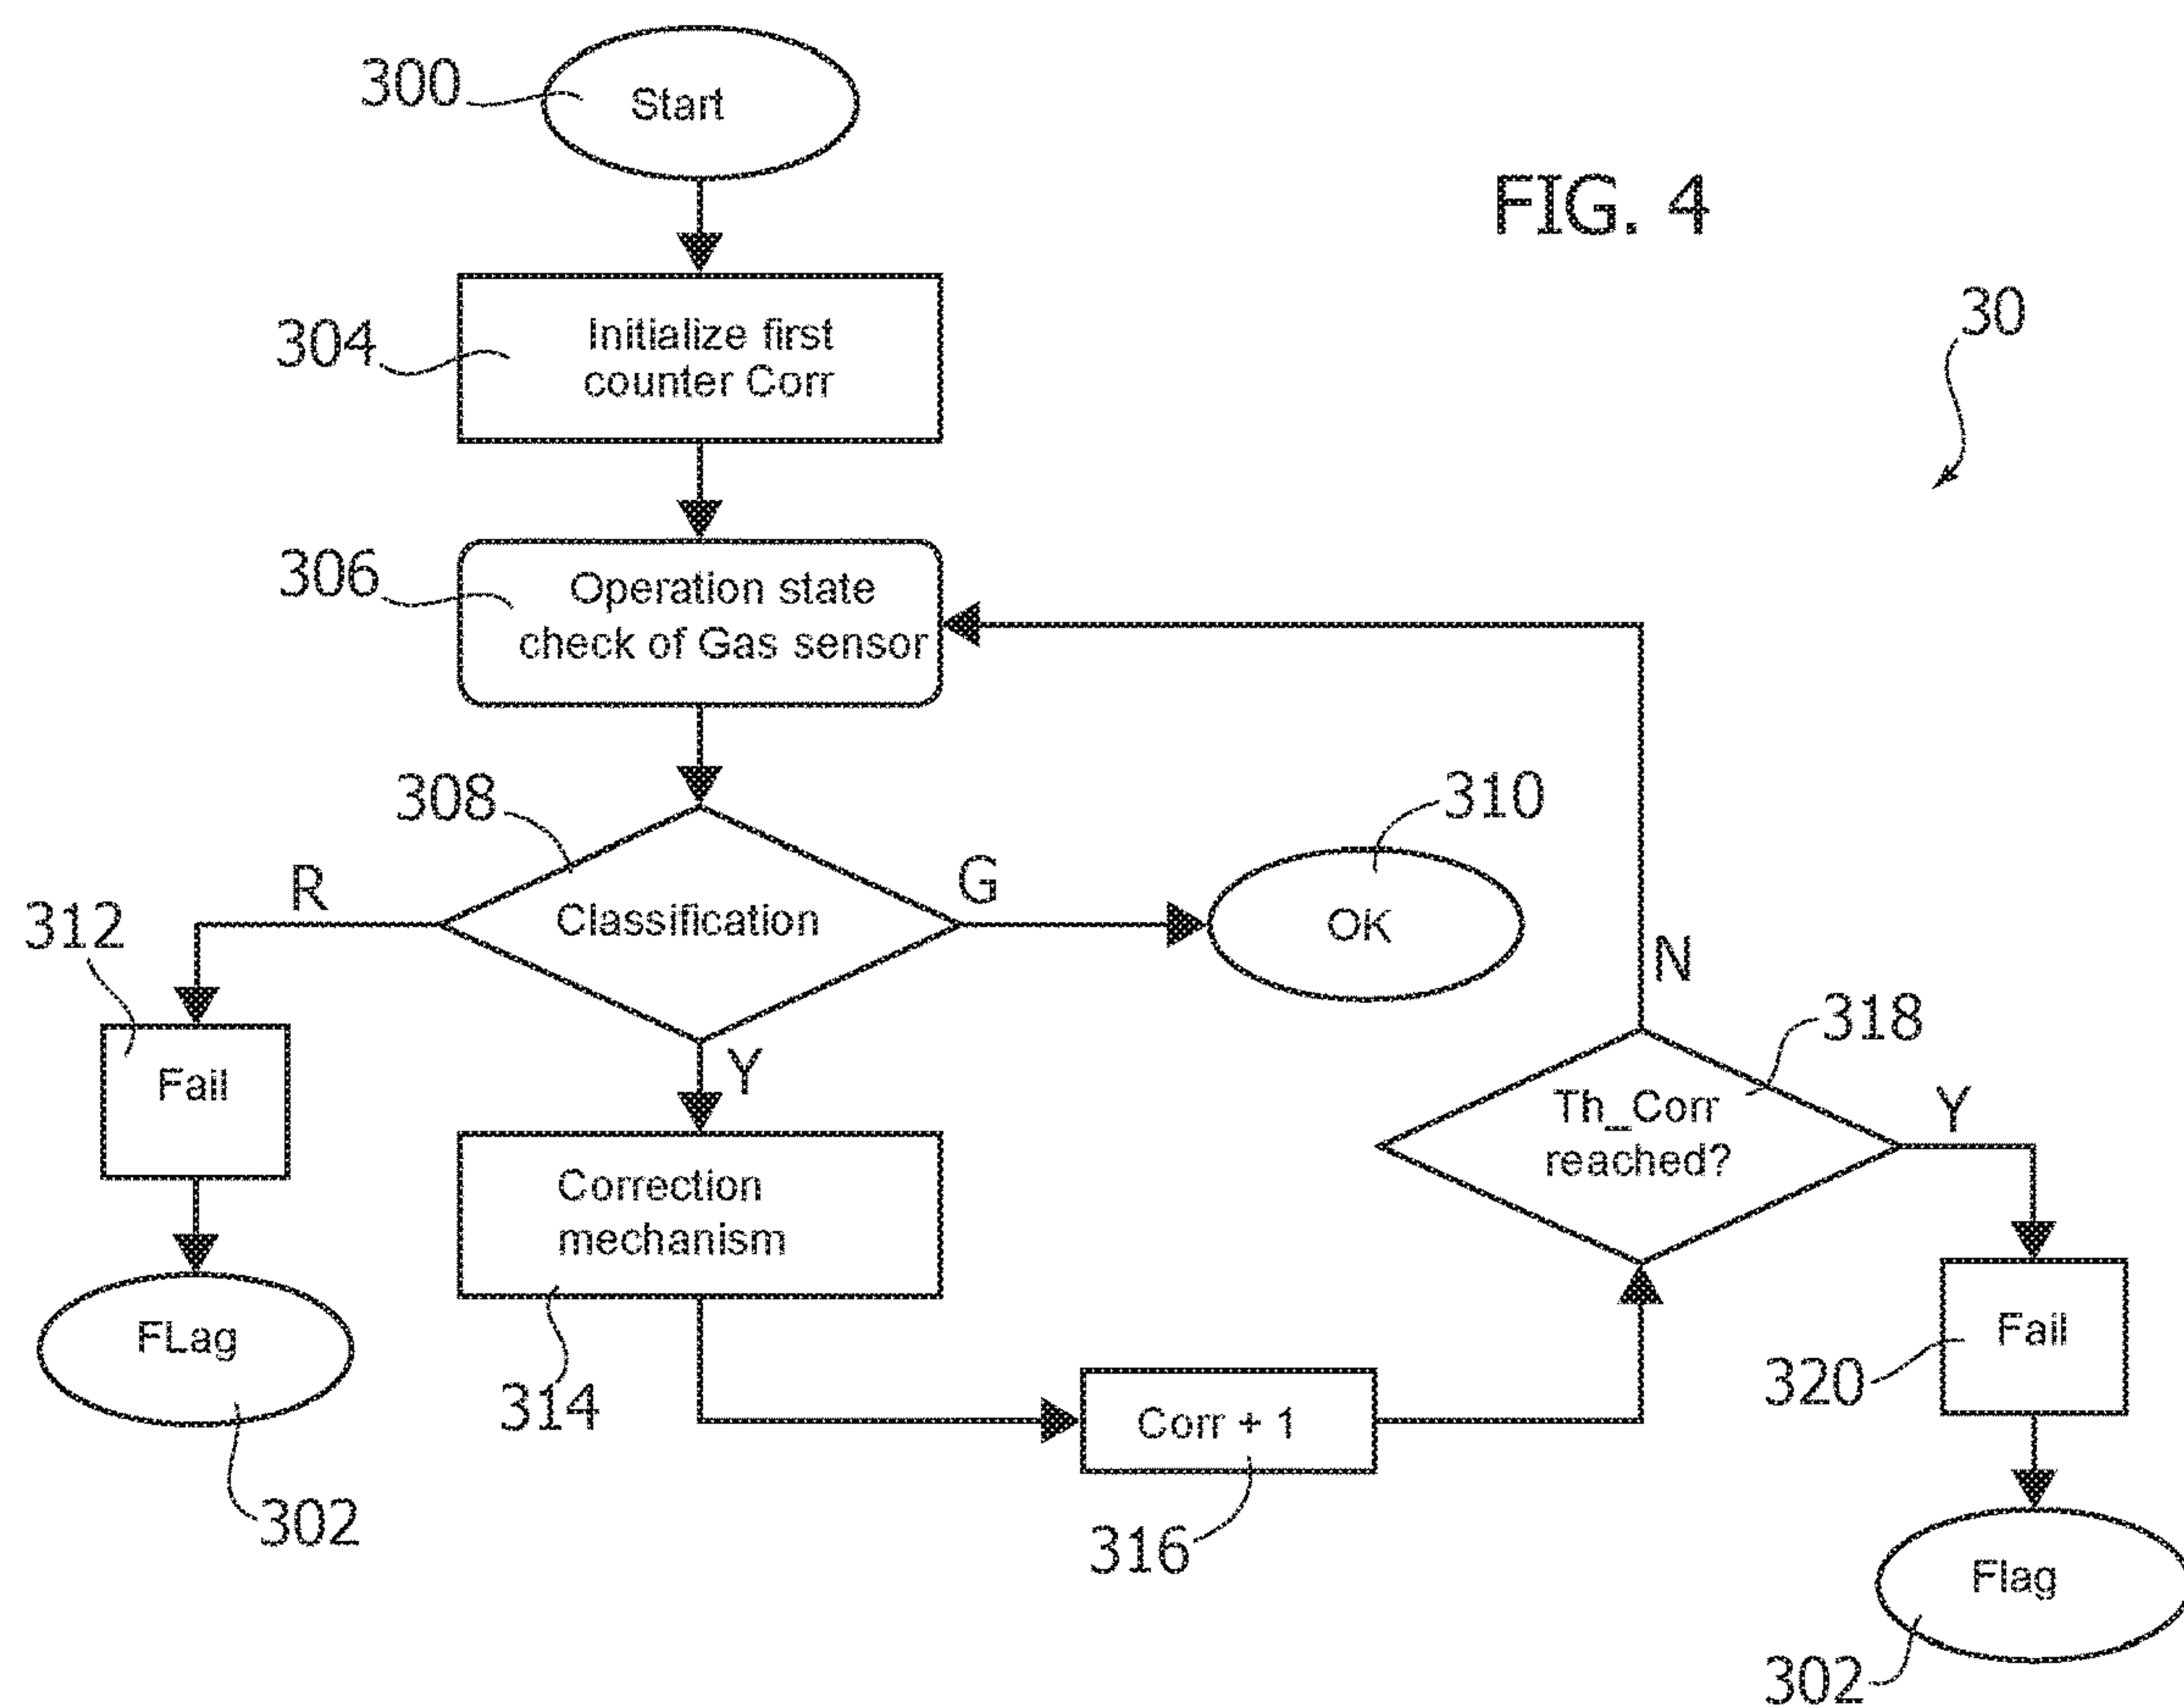 300
Start
FIG. 4
30
304
Initialize first
counter Corr
306
Operation state
check of Gas sensor
308
310
R
G
Classification
OK
312
N
318
Fail
Y
Th_Corr
reached?
Y
Correction
mechanism
FLag
314
Fail
320
Corr + 1
302
316
Flag
302